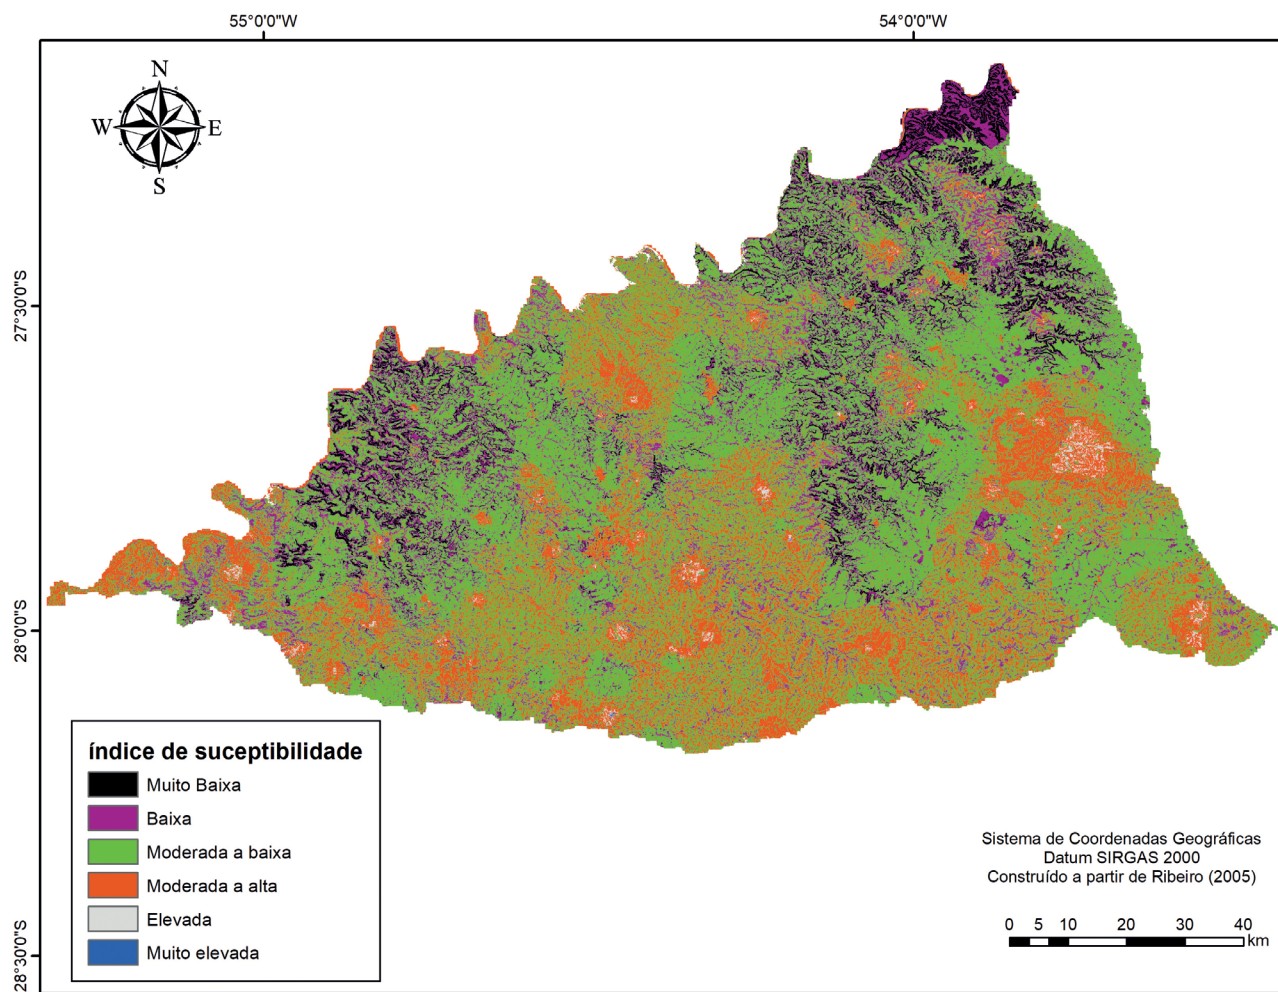 55°0'0"W
54°0'0"W
N
W
E
S
27°30'0"S
28°0'0"S
28°30'0"S
índice de suceptibilidade
Muito Baixa
Baixa
Moderada a baixa
Moderada a alta
Elevada
Muito elevada
Sistema de Coordenadas Geográficas
Datum SIRGAS 2000
Construído a partir de Ribeiro (2005)
0 5 10 20 30 40
km